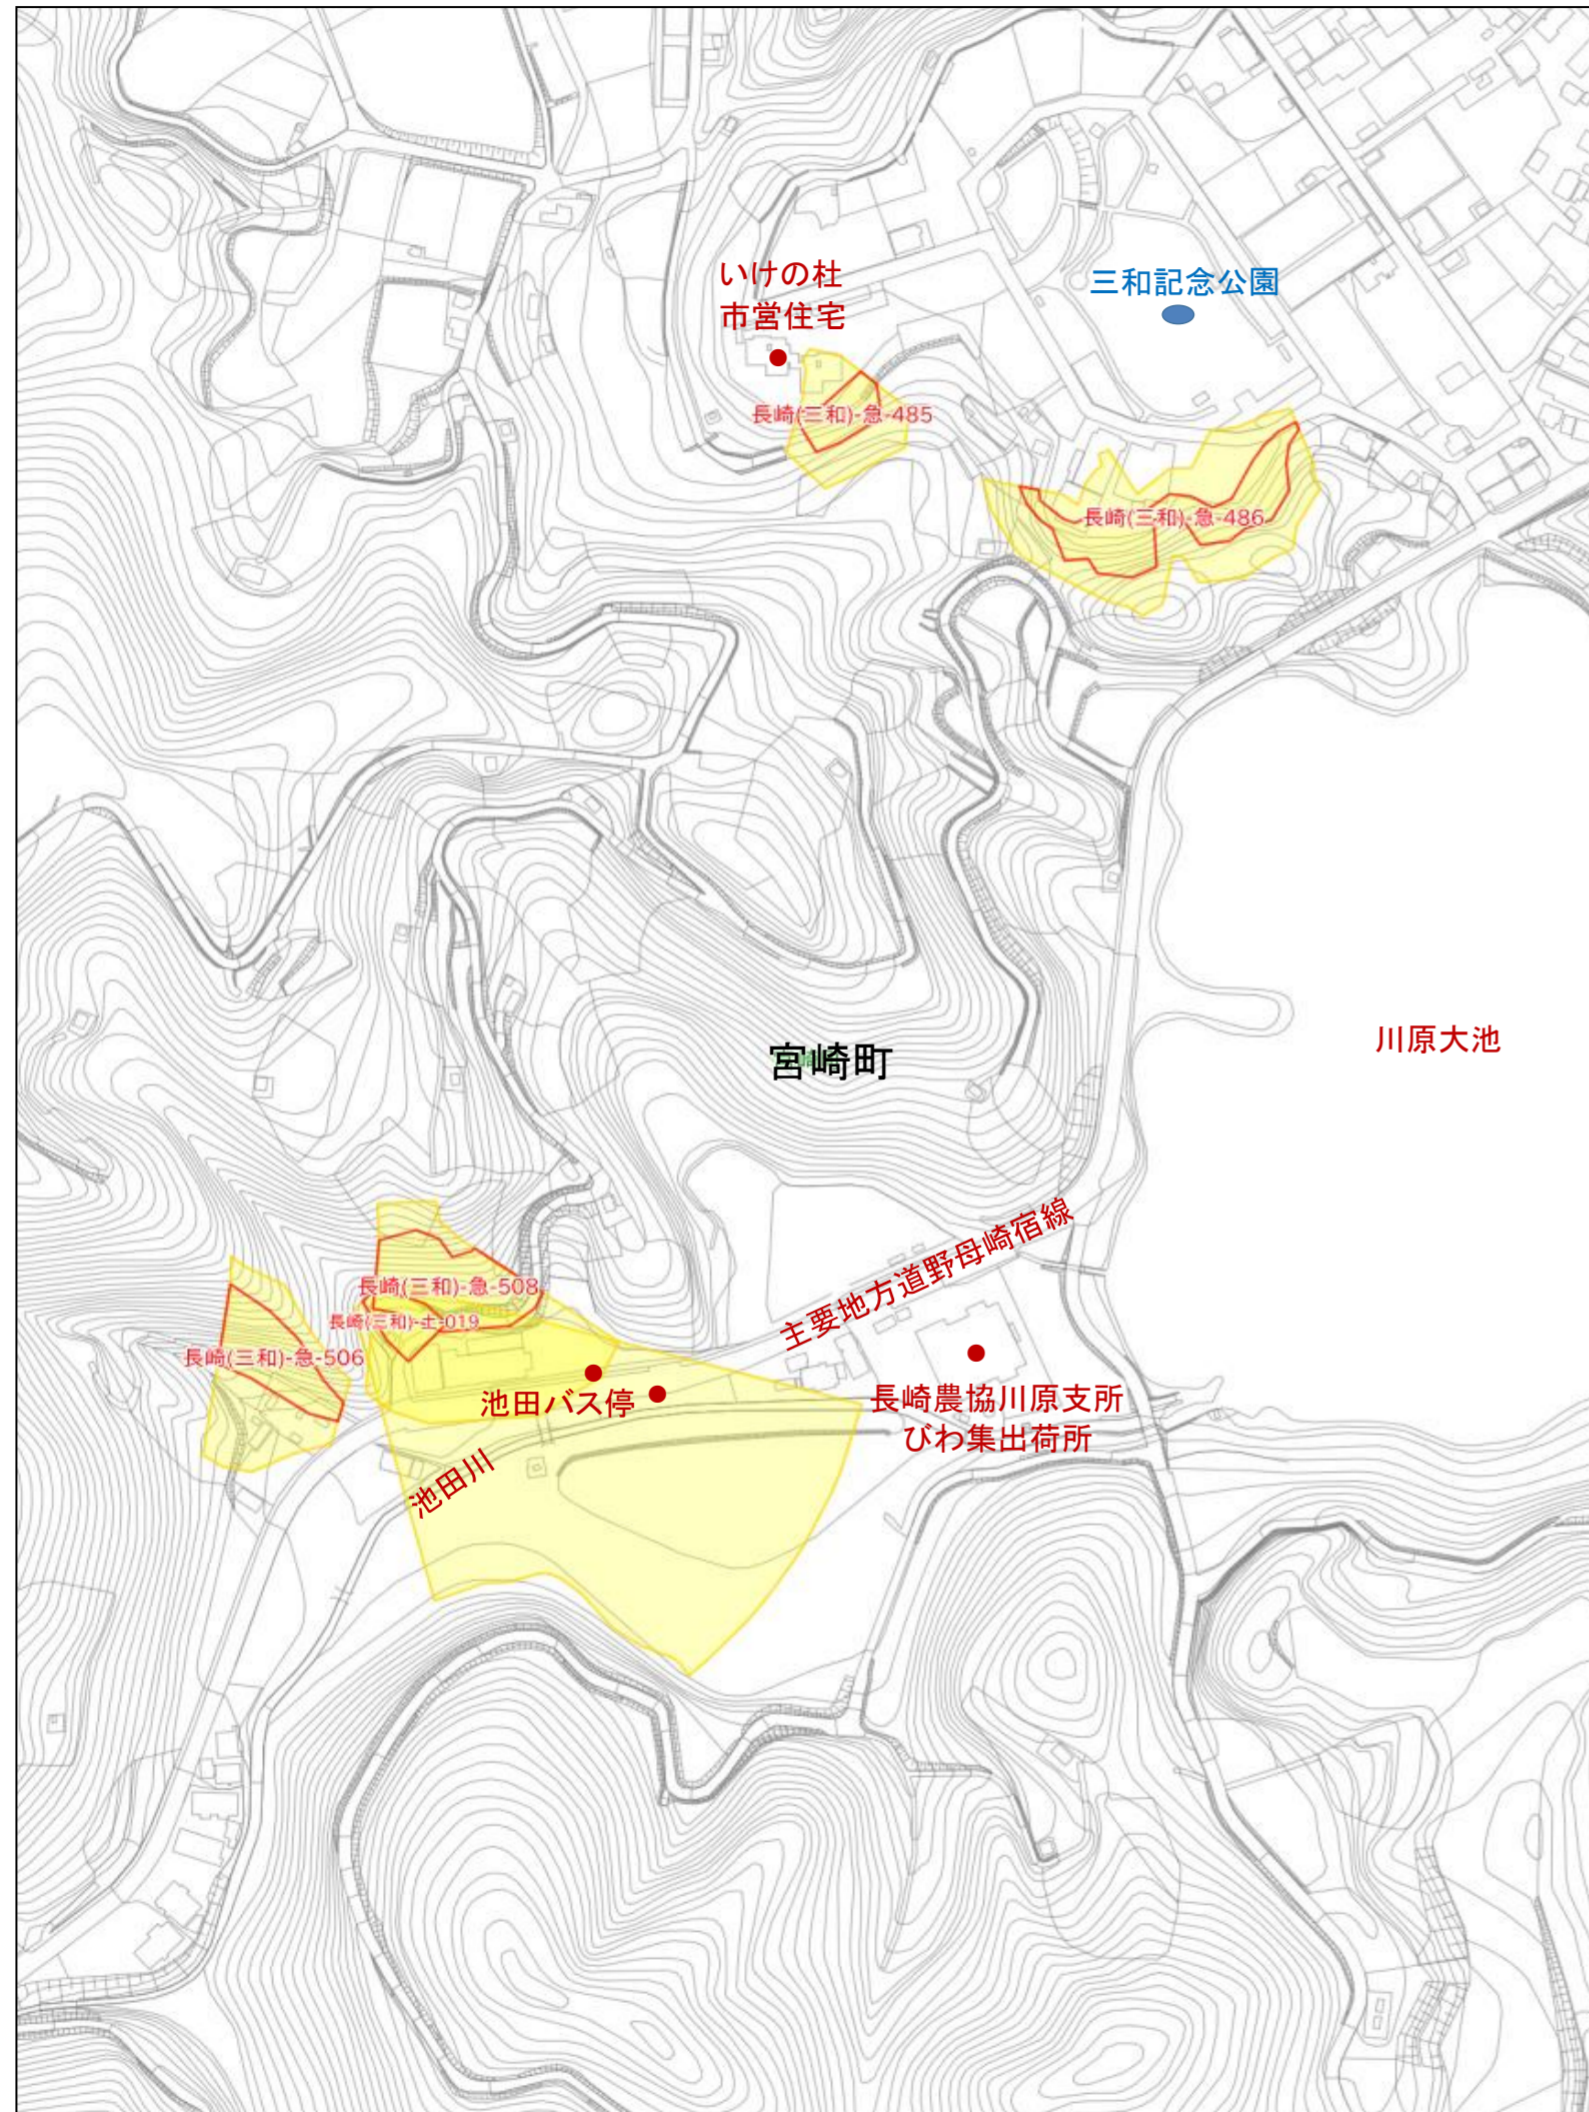 いけの杜
市営住宅
三和記念公園
長崎(三和)-急-485
長崎(三和)-急-486
川原大池
宮崎町
主要地方道野母崎宿線
長崎(三和)-急-508
長崎(三和)-土-019
長崎(三和)-急-506
池田バス停
長崎農協川原支所
びわ集出荷所
池田川